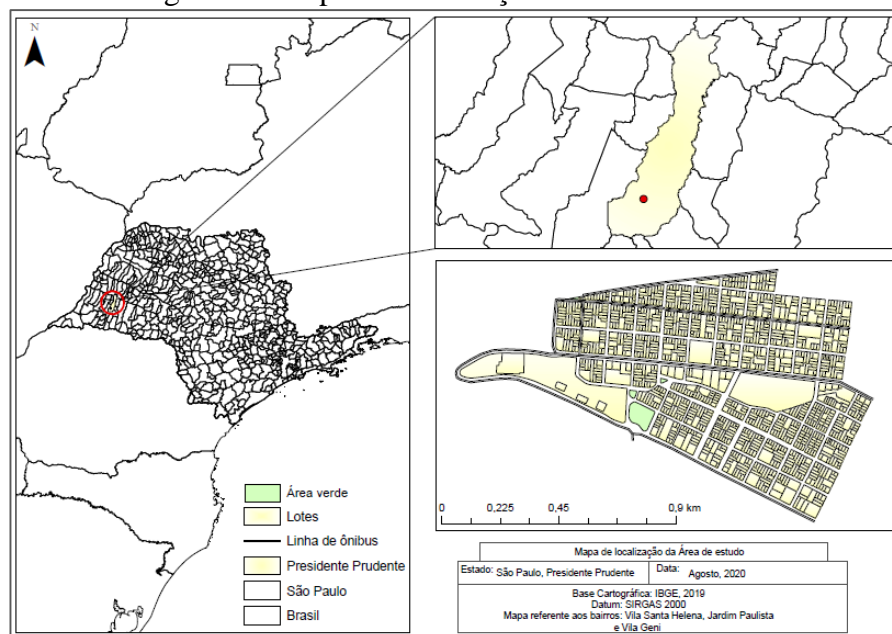 N
Área verde
Lotes
Linha de ônibus
Presidente Prudente
São Paulo
Brasil
0 0,225 0,45 0,9 km
Mapa de localização da Área de estudo
Estado: São Paulo, Presidente Prudente Data: Agosto, 2020
Base Cartográfica: IBGE, 2019
Datum: SIRGAS 2000
Mapa referente aos bairros: Vila Santa Helena, Jardim Paulista
e Vila Geni